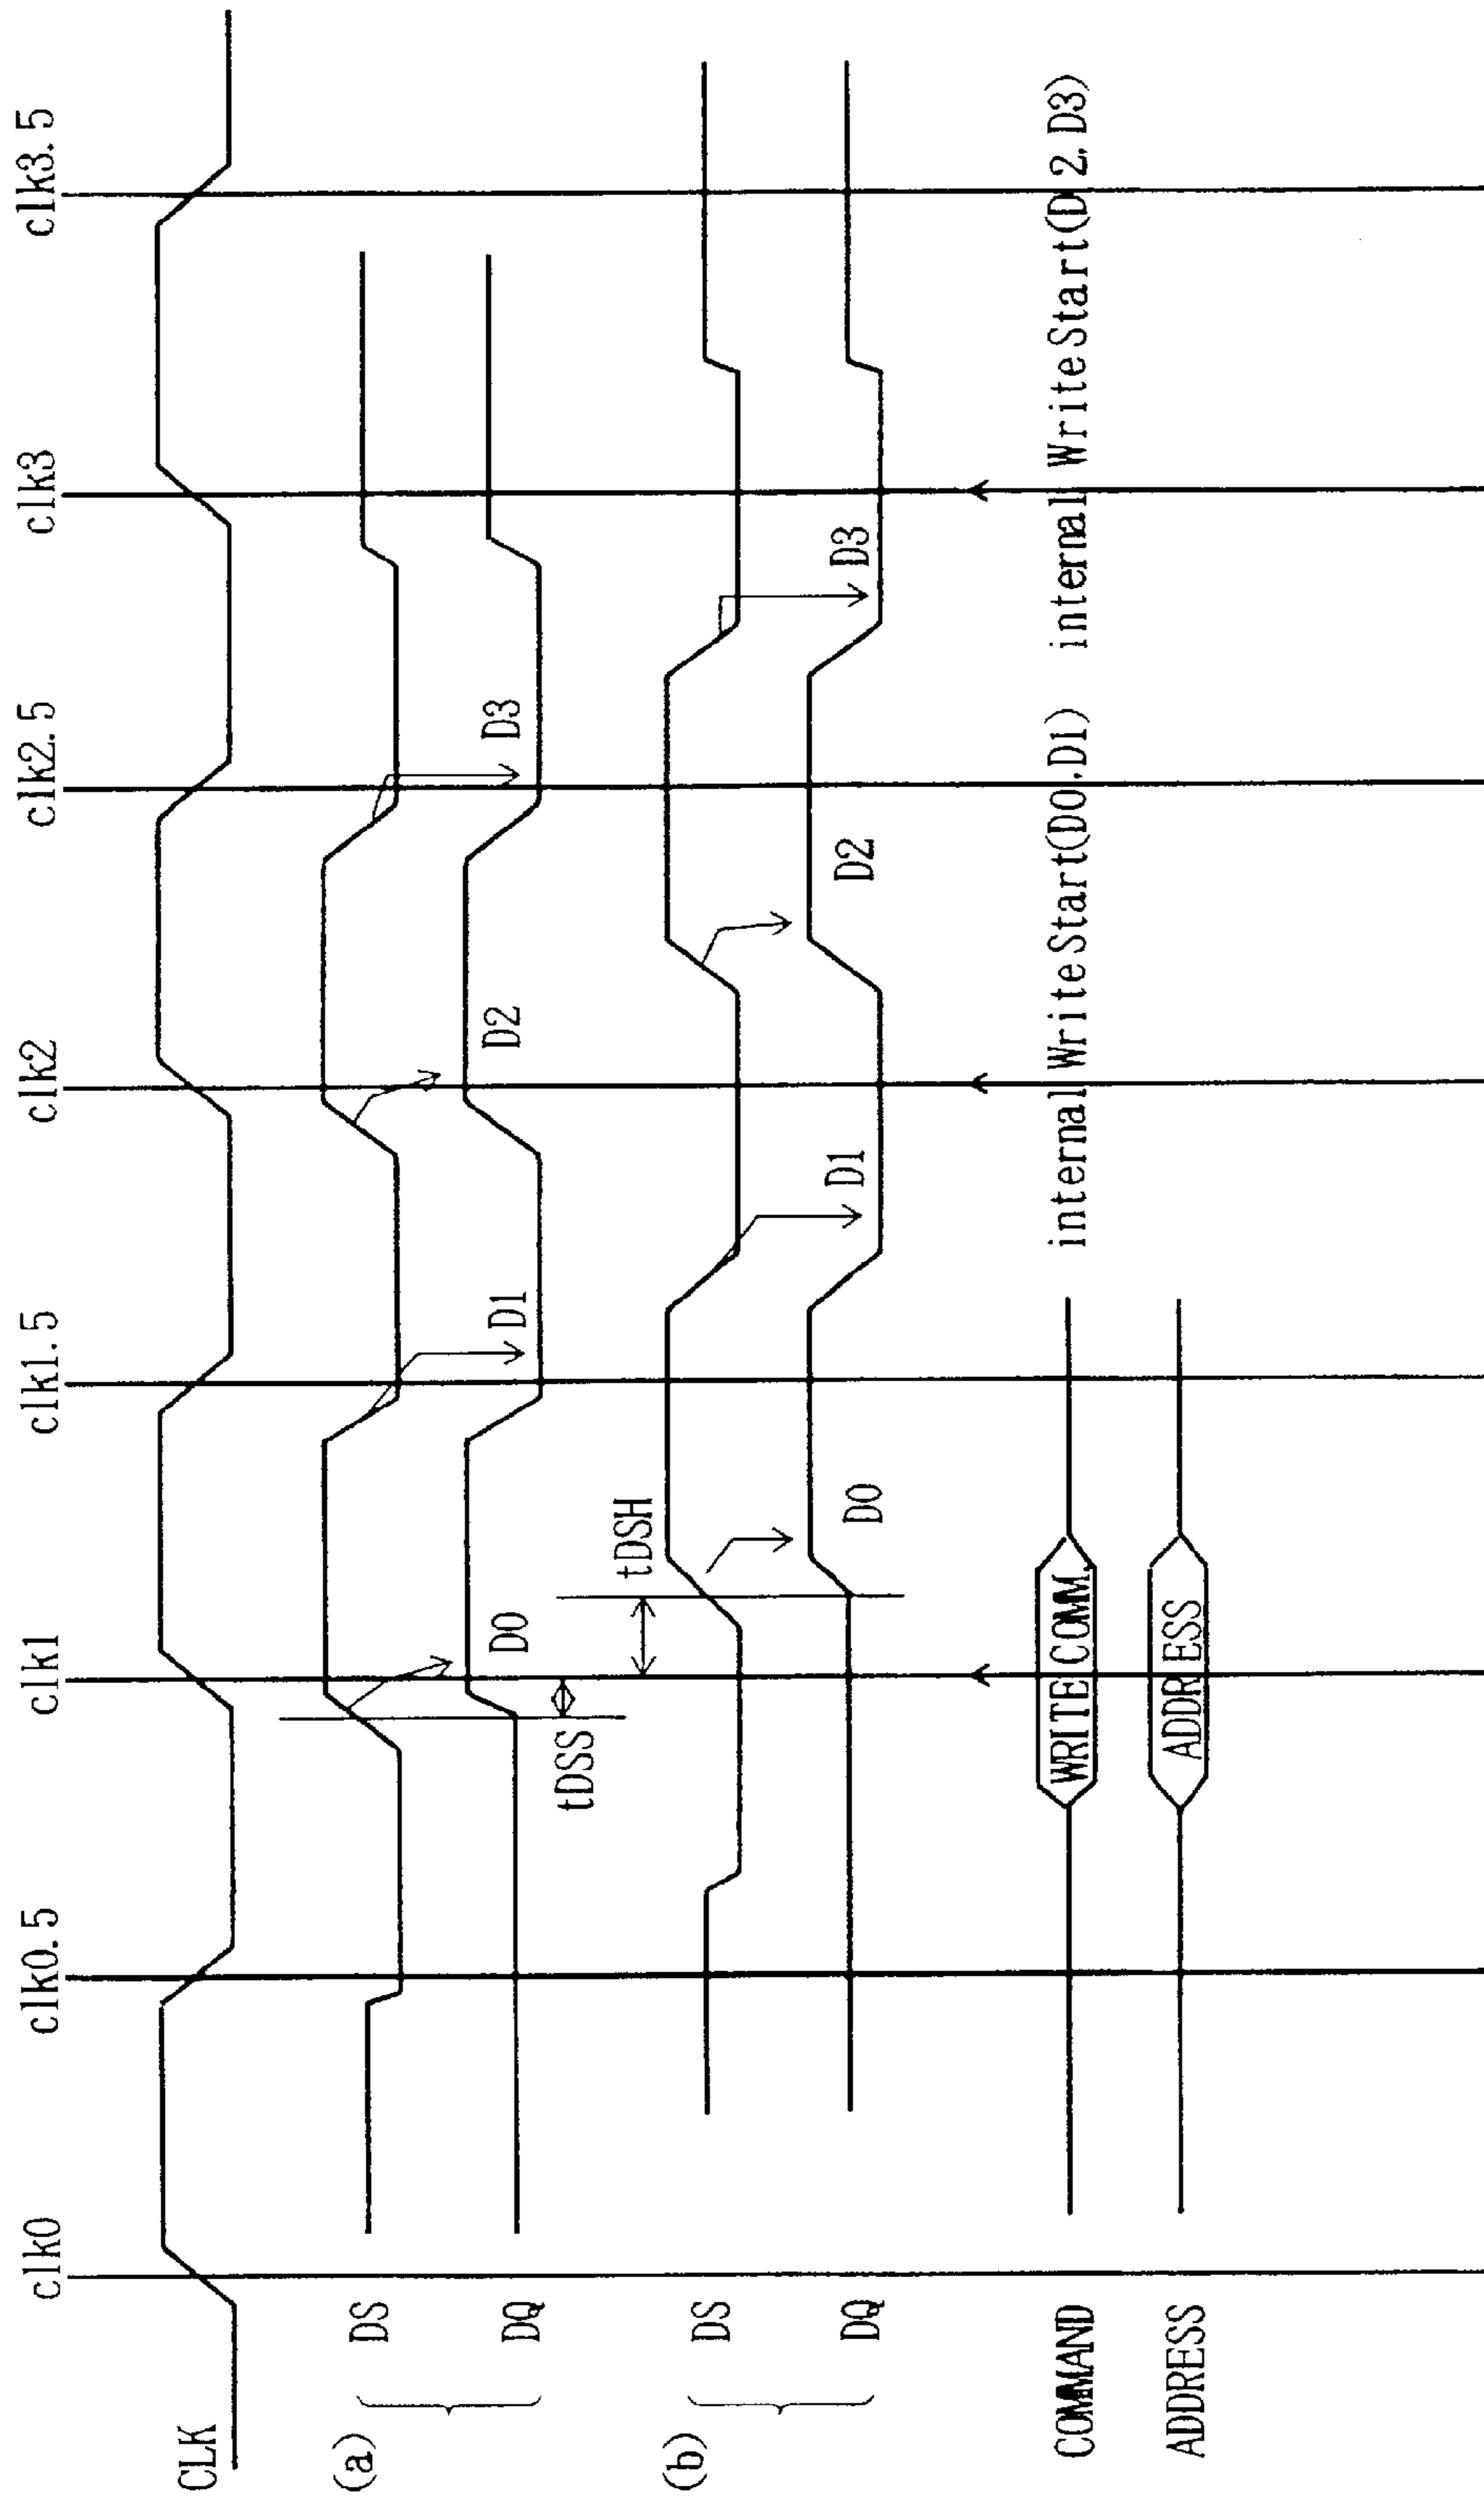 clk0 clk0.5 clk1 clk1.5 clk2 clk2.5 clk3 clk3.5
CLK
(a)
DS
DQ
D0 D1 D2 D3
tDSS
tDSH
(b)
DS
DQ
D0 D1 D2 D3
COMMAND
WRITE COMM.
internal WriteStart(D0,D1) internal WriteStart(D2,D3)
ADDRESS
ADDRESS